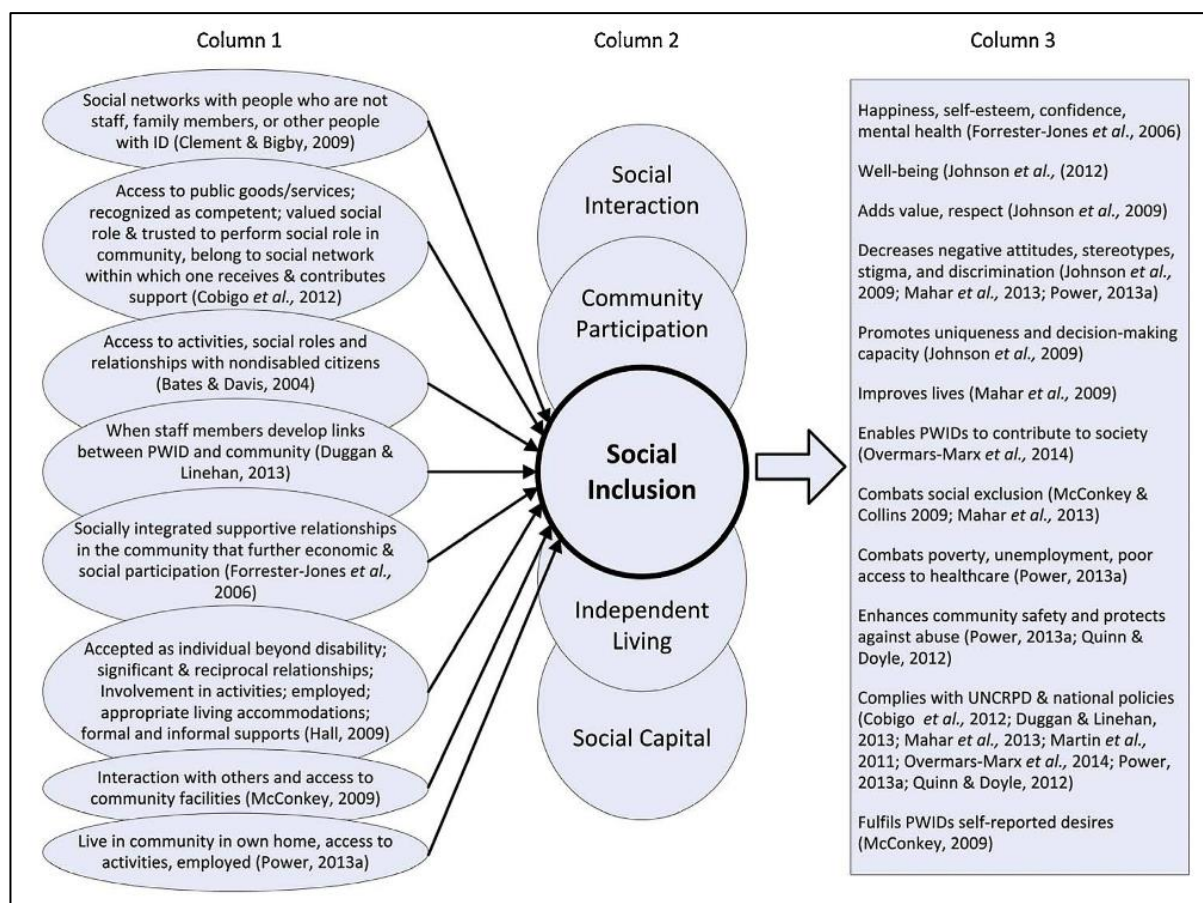 Column 1
Social networks with people who are not
staff, family members, or other people
with ID (Clement & Bigby, 2009)
Access to public goods/services;
recognized as competent; valued social
role & trusted to perform social role in
community, belong to social network
within which one receives & contributes
support (Cobigo et al., 2012)
Access to activities, social roles and
relationships with nondisabled citizens
(Bates & Davis, 2004)
When staff members develop links
between PWID and community (Duggan &
Linehan, 2013)
Socially integrated supportive relationships
in the community that further economic &
social participation (Forrester-Jones et al.,
2006)
Accepted as individual beyond disability;
significant & reciprocal relationships;
Involvement in activities; employed;
appropriate living accommodations;
formal and informal supports (Hall, 2009)
Interaction with others and access to
community facilities (McConkey, 2009)
Live in community in own home, access to
activities, employed (Power, 2013a)
Column 2
Social
Interaction
Community
Participation
Social
Inclusion
Independent
Living
Social Capital
Column 3
Happiness, self-esteem, confidence,
mental health (Forrester-Jones et al., 2006)
Well-being (Johnson et al., (2012)
Adds value, respect (Johnson et al., 2009)
Decreases negative attitudes, stereotypes,
stigma, and discrimination (Johnson et al.,
2009; Mahar et al., 2013; Power, 2013a)
Promotes uniqueness and decision-making
capacity (Johnson et al., 2009)
Improves lives (Mahar et al., 2009)
Enables PWIDs to contribute to society
(Overmars-Marx et al., 2014)
Combats social exclusion (McConkey &
Collins 2009; Mahar et al., 2013)
Combats poverty, unemployment, poor
access to healthcare (Power, 2013a)
Enhances community safety and protects
against abuse (Power, 2013a; Quinn &
Doyle, 2012)
Complies with UNCRPD & national policies
(Cobigo et al., 2012; Duggan & Linehan,
2013; Mahar et al., 2013; Martin et al.,
2011; Overmars-Marx et al., 2014; Power,
2013a; Quinn & Doyle, 2012)
Fulfils PWIDs self-reported desires
(McConkey, 2009)